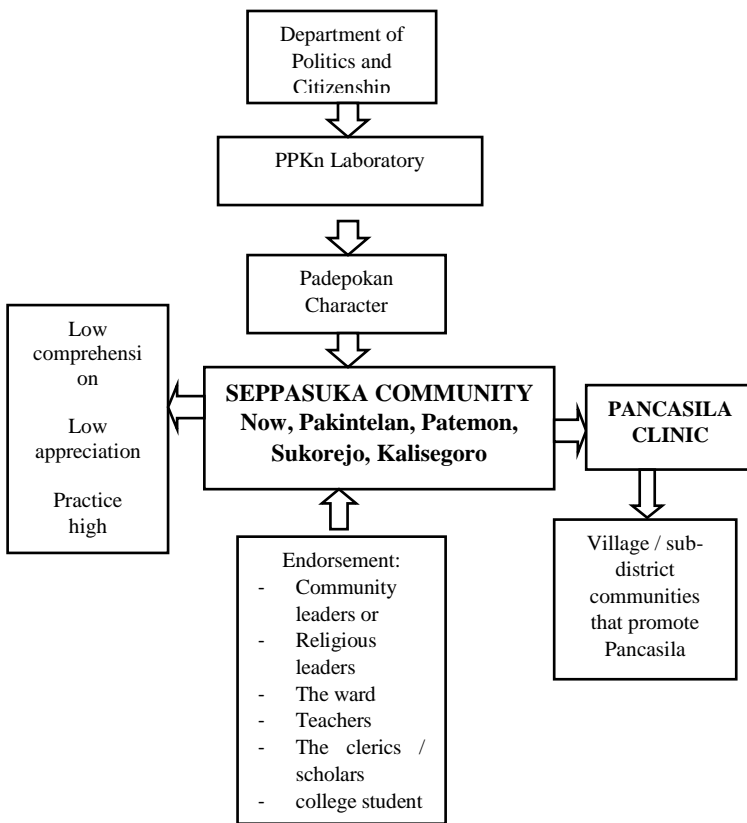 Department of
Politics and
Citizenship
PPKn Laboratory
Padepokan
Character
Low
comprehensi
on
Low
appreciation
Practice
high
SEPPASUKA COMMUNITY
Now, Pakintelan, Patemon,
Sukorejo, Kalisegoro
PANCASILA
CLINIC
Endorsement:
- Community
leaders or
- Religious
leaders
- The ward
- Teachers
- The clerics /
scholars
- college student
Village / sub-
district
communities
that promote
Pancasila